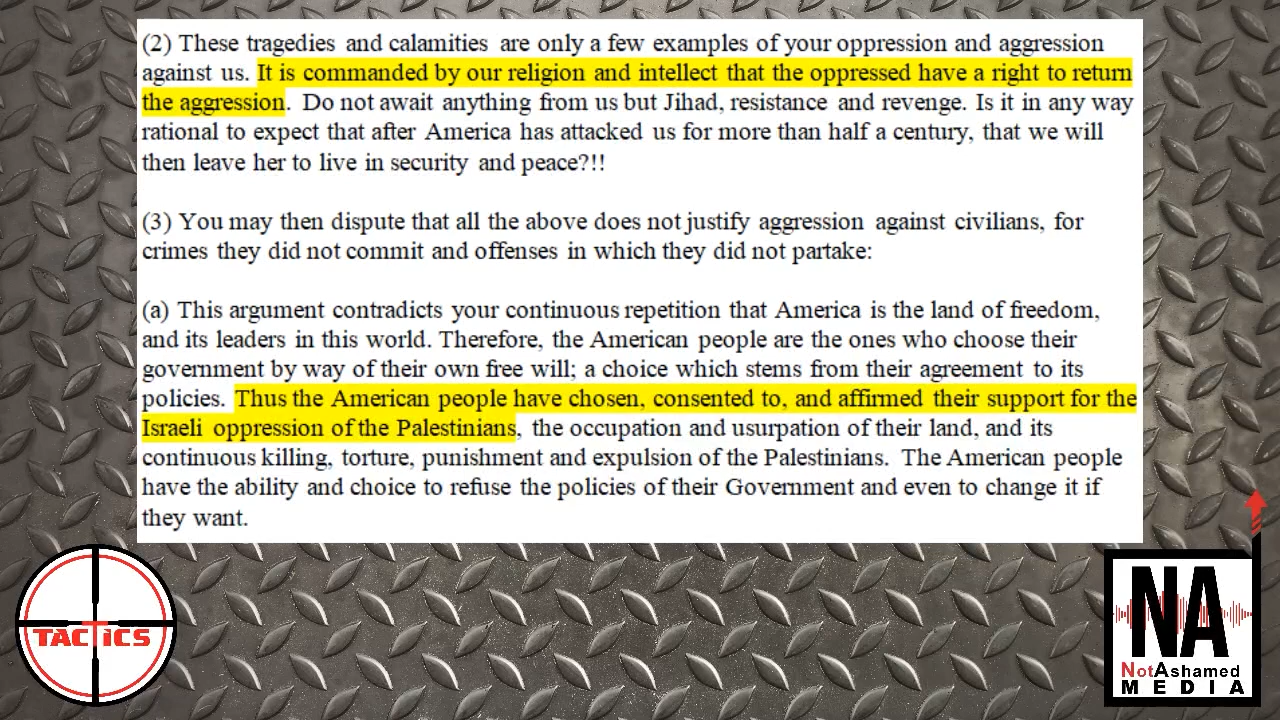 (2) These tragedies and calamities are only a few examples of your oppression and aggression
against us. It is commanded by our religion and intellect that the oppressed have a right to return
the aggression. Do not await anything from us but Jihad, resistance and revenge. Is it in any way
rational to expect that after America has attacked us for more than half a century, that we will
then leave her to live in security and peace?!!
(3) You may then dispute that all the above does not justify aggression against civilians, for
crimes they did not commit and offenses in which they did not partake:
(a) This argument contradicts your continuous repetition that America is the land of freedom,
and its leaders in this world. Therefore, the American people are the ones who choose their
government by way of their own free will; a choice which stems from their agreement to its
policies. Thus the American people have chosen, consented to, and affirmed their support for the
Israeli oppression of the Palestinians, the occupation and usurpation of their land, and its
continuous killing, torture, punishment and expulsion of the Palestinians. The American people
have the ability and choice to refuse the policies of their Government and even to change it if
they want.
TACTICS
NA
NotAshamed
MEDIA